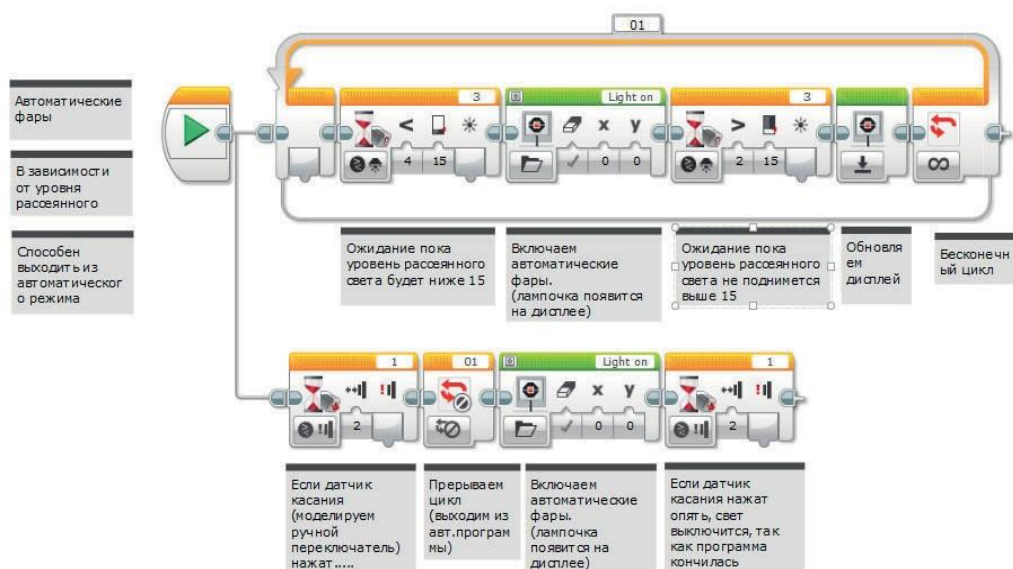 01
Автоматические
фары
В зависимости
от уровня
рассеянного
Способен
выходить из
автоматическог
о режима
3
< 4 15
Light on
x y
0 0
3
> 2 15
∞
Ожидание пока
уровень рассеянного
света будет ниже 15
Включаем
автоматические
фары.
(лампочка появится
на дисплее)
Ожидание пока
уровень рассеянного
света не поднимется
выше 15
Обновля
ем
дисплей
Бесконечн
ый цикл
1
2
01
Light on
x y
0 0
1
2
Если датчик
касания
(моделируем
ручной
переключатель)
нажат.....
Прерываем
цикл
(выходим из
авт.програм
мы)
Включаем
автоматические
фары.
(лампочка
появится на
дисплее)
Если датчик
касания нажат
опять, свет
выключится, так
как программа
кончилась